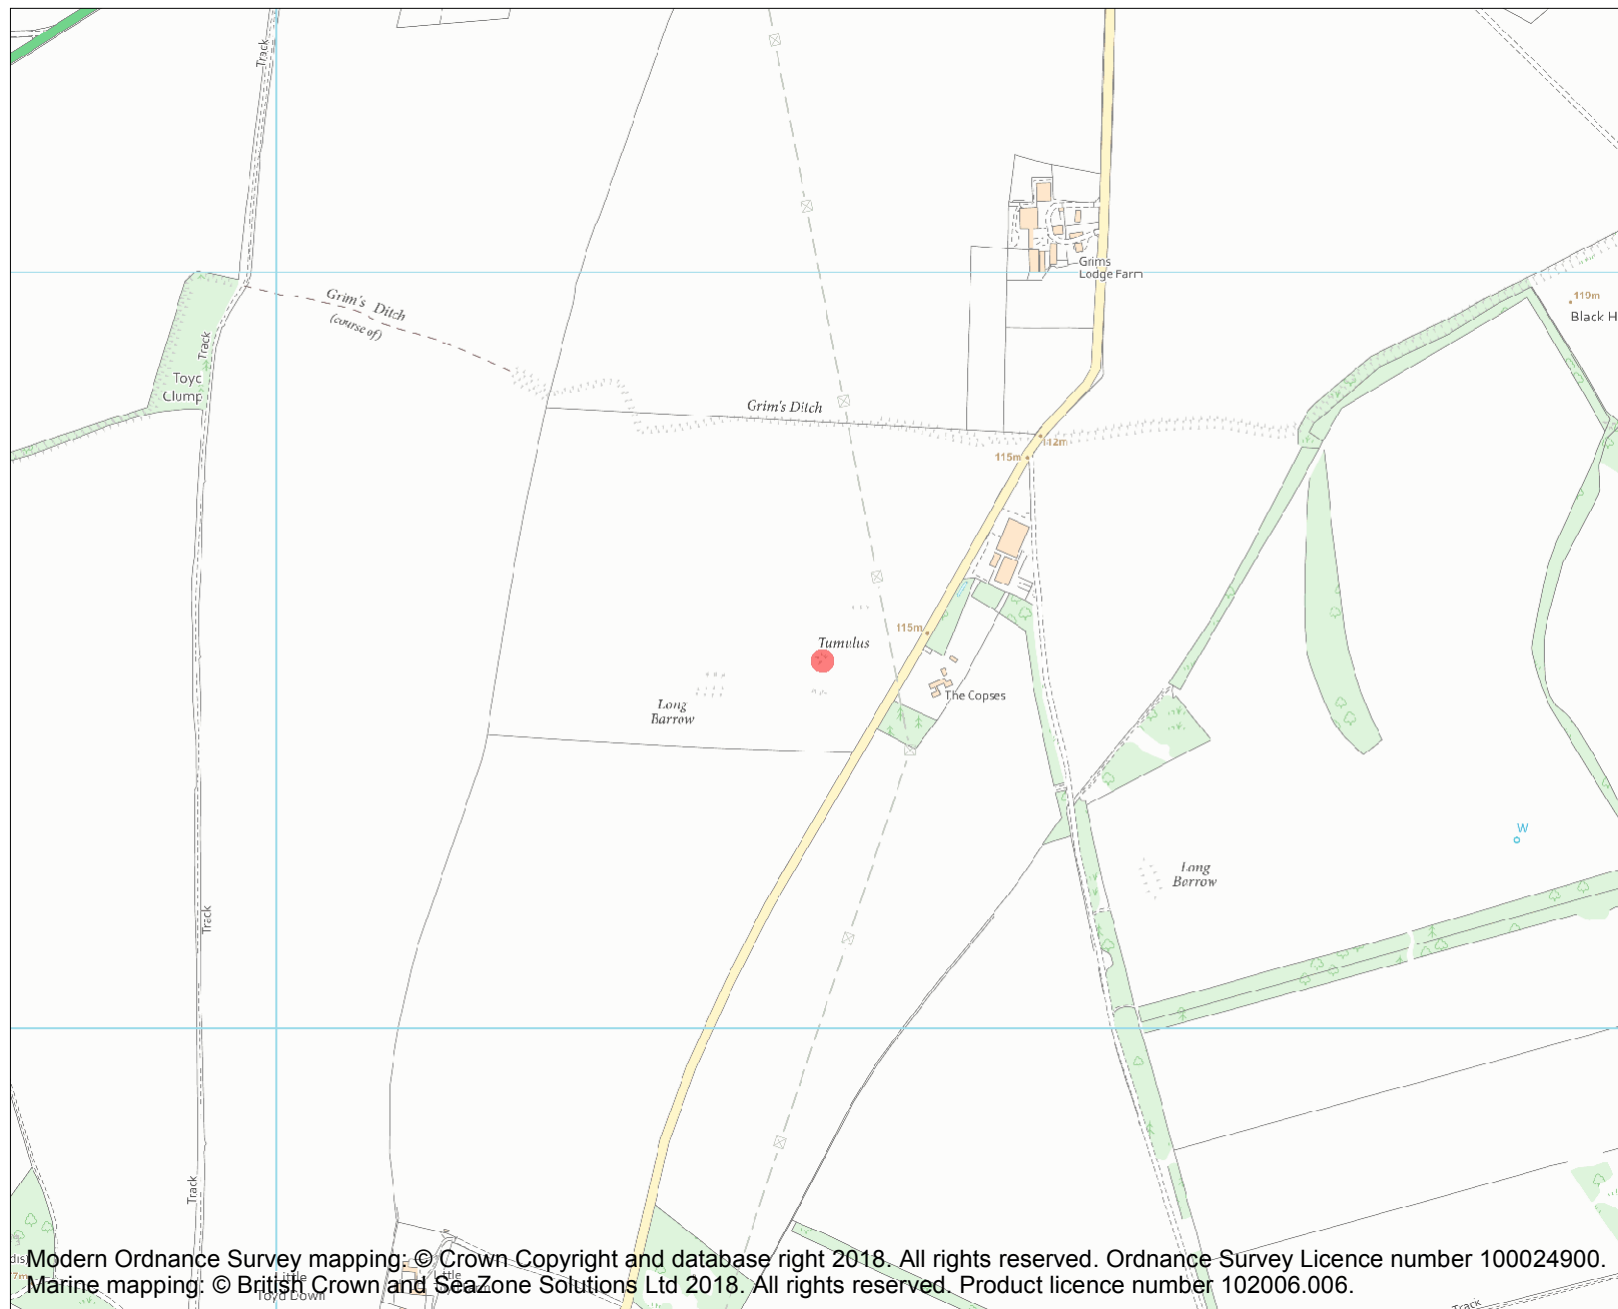 Track
Grims
Lodge Farm
Grim's Ditch
(course of)
119m
Black H
Track
Toyd
Clump
Grim's Ditch
112m
115m
115m
Tumulus
The Copses
Long
Barrow
W
Long
Barrow
Track
Track
Modern Ordnance Survey mapping: © Crown Copyright and database right 2018. All rights reserved. Ordnance Survey Licence number 100024900.
Marine mapping: © British Crown and SeaZone Solutions Ltd 2018. All rights reserved. Product licence number 102006.006.
Little
Toyd Down
Track